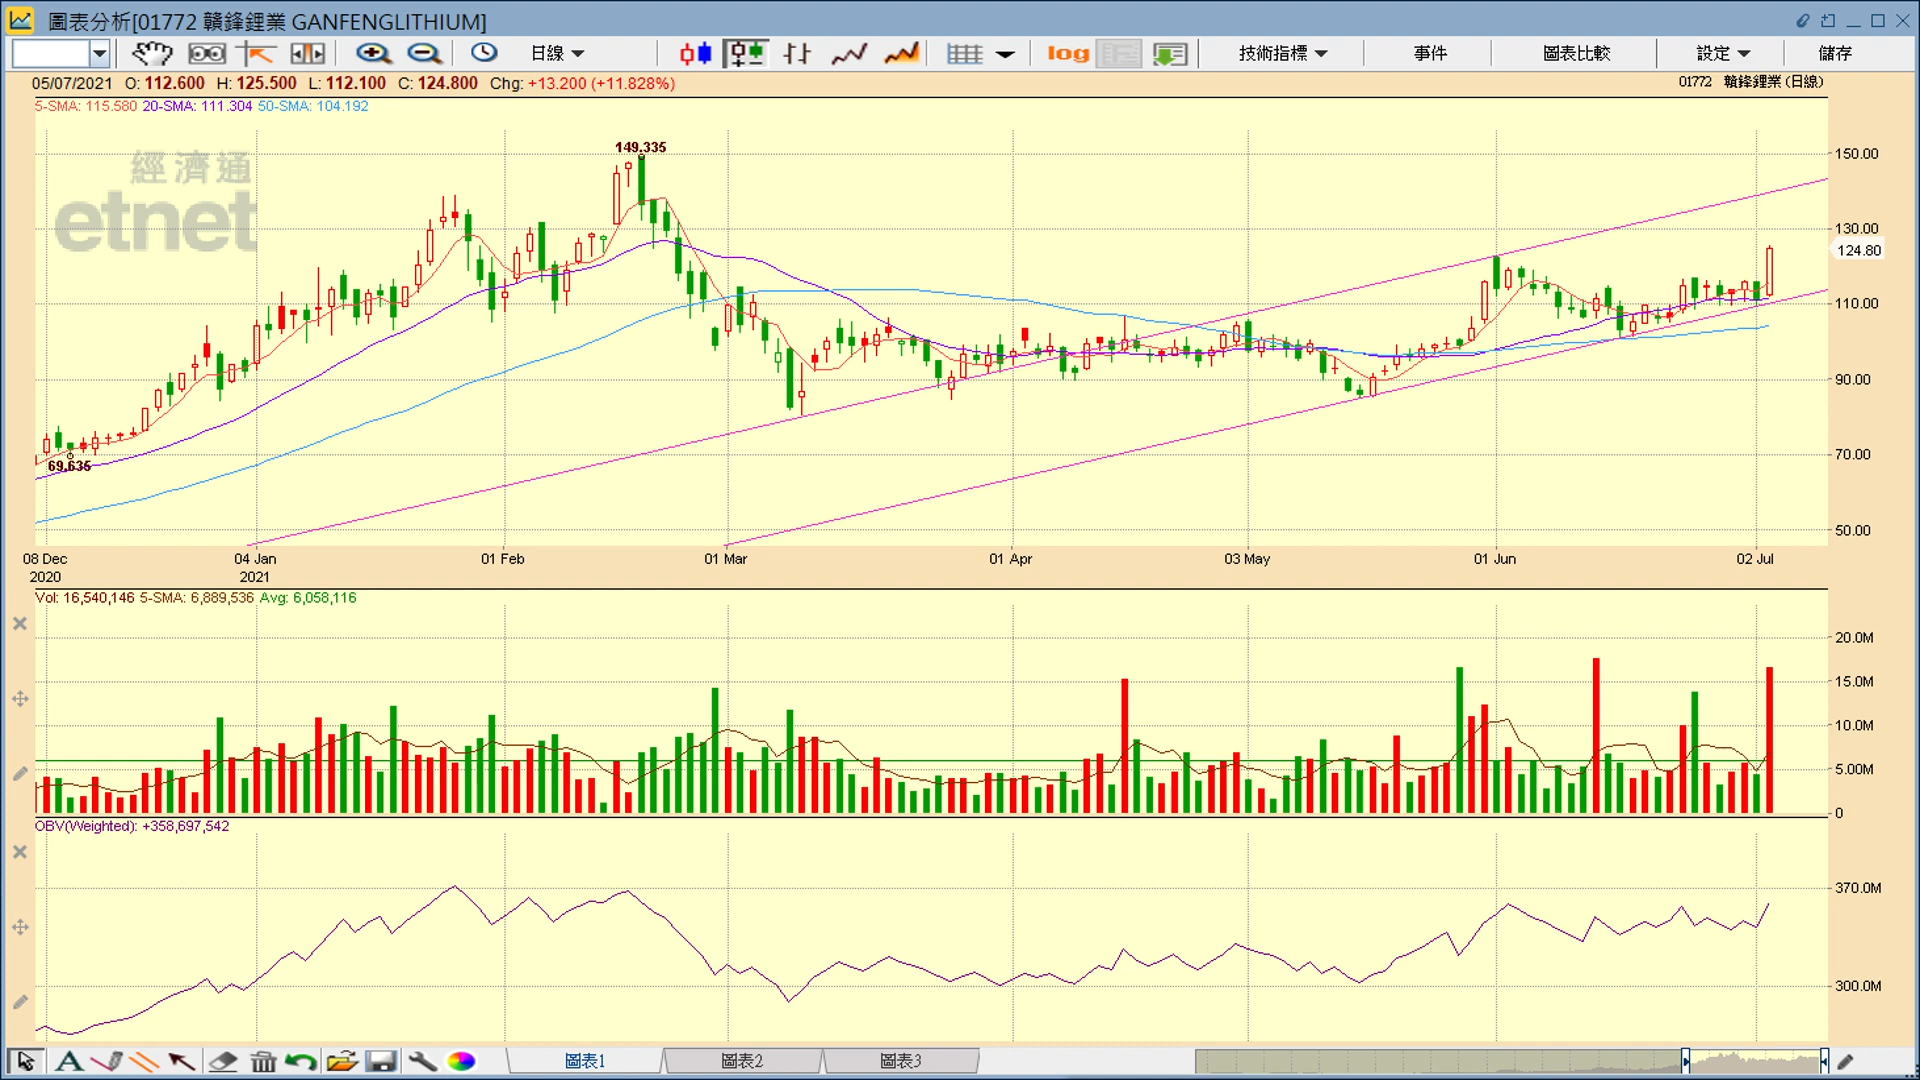 圖表分析[01772 贛鋒鋰業 GANFENGLITHIUM]
日線
log
技術指標
事件
圖表比較
設定
儲存
05/07/2021 O: 112.600 H: 125.500 L: 112.100 C: 124.800 Chg: +13.200 (+11.828%)
01772 贛鋒鋰業 (日線)
5-SMA: 115.580 20-SMA: 111.304 50-SMA: 104.192
經濟通
etnet
149.335
69.635
150.00
130.00
124.80
110.00
90.00
70.00
50.00
08 Dec
2020
04 Jan
2021
01 Feb
01 Mar
01 Apr
03 May
01 Jun
02 Jul
Vol: 16,540,146 5-SMA: 6,889,536 Avg: 6,058,116
20.0M
15.0M
10.0M
5.00M
0
OBV(Weighted): +358,697,542
370.0M
300.0M
A
圖表1
圖表2
圖表3